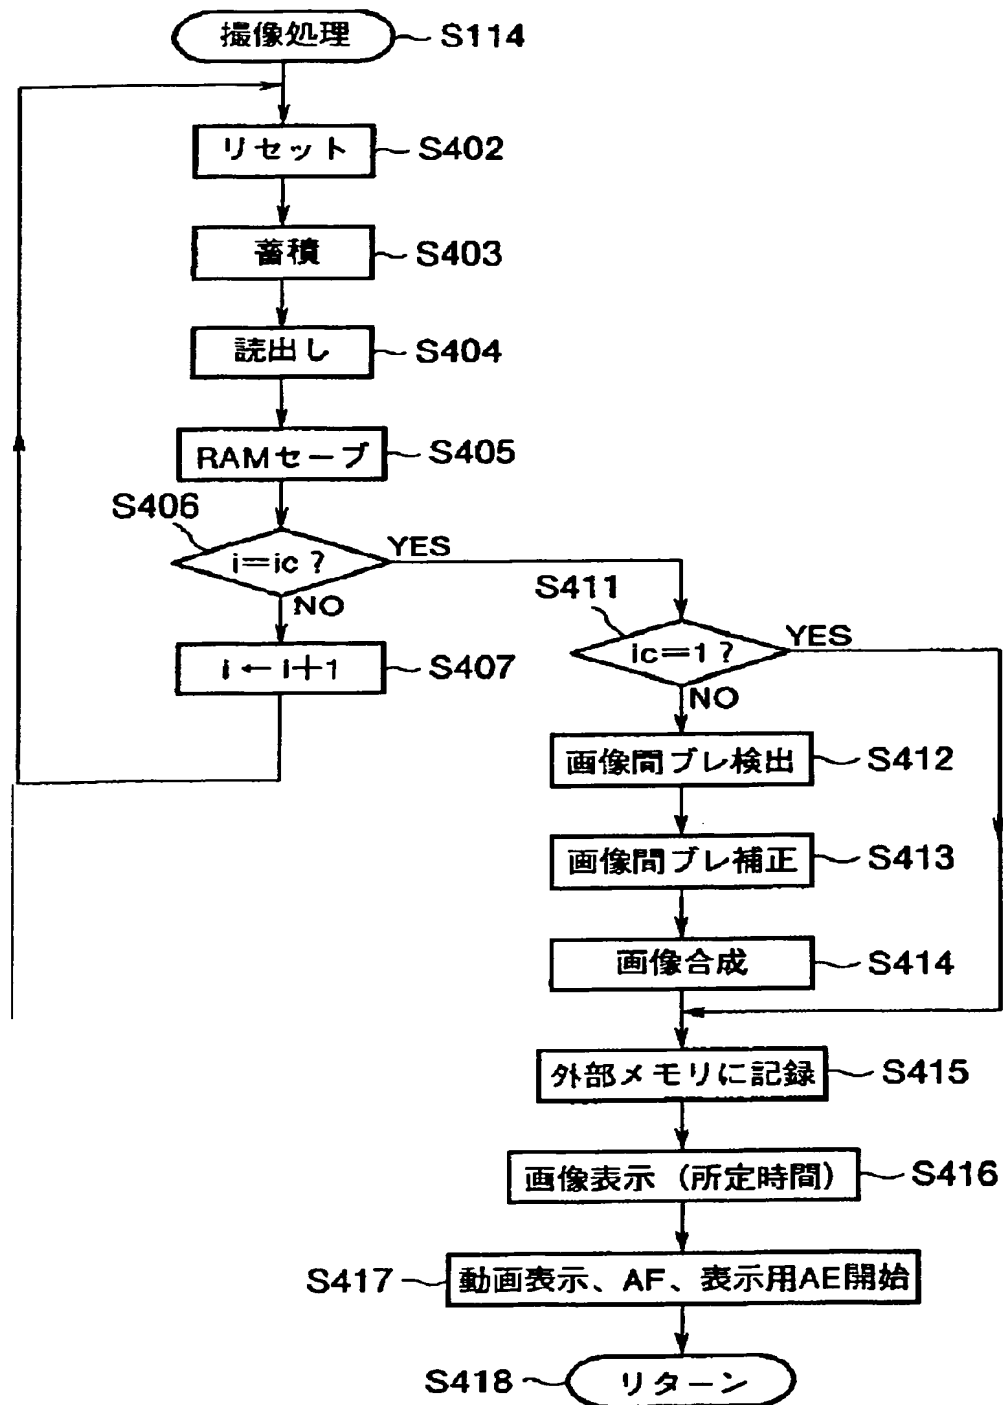 撮像処理 S114
リセット S402
蓄積 S403
読出し S404
RAMセーブ S405
S406
i=ic ? YES
NO
i←i+1 S407
S411
ic=1 ? YES
NO
画像間ブレ検出 S412
画像間ブレ補正 S413
画像合成 S414
外部メモリに記録 S415
画像表示 (所定時間) S416
S417 動画表示、AF、表示用AE開始
S418 リターン